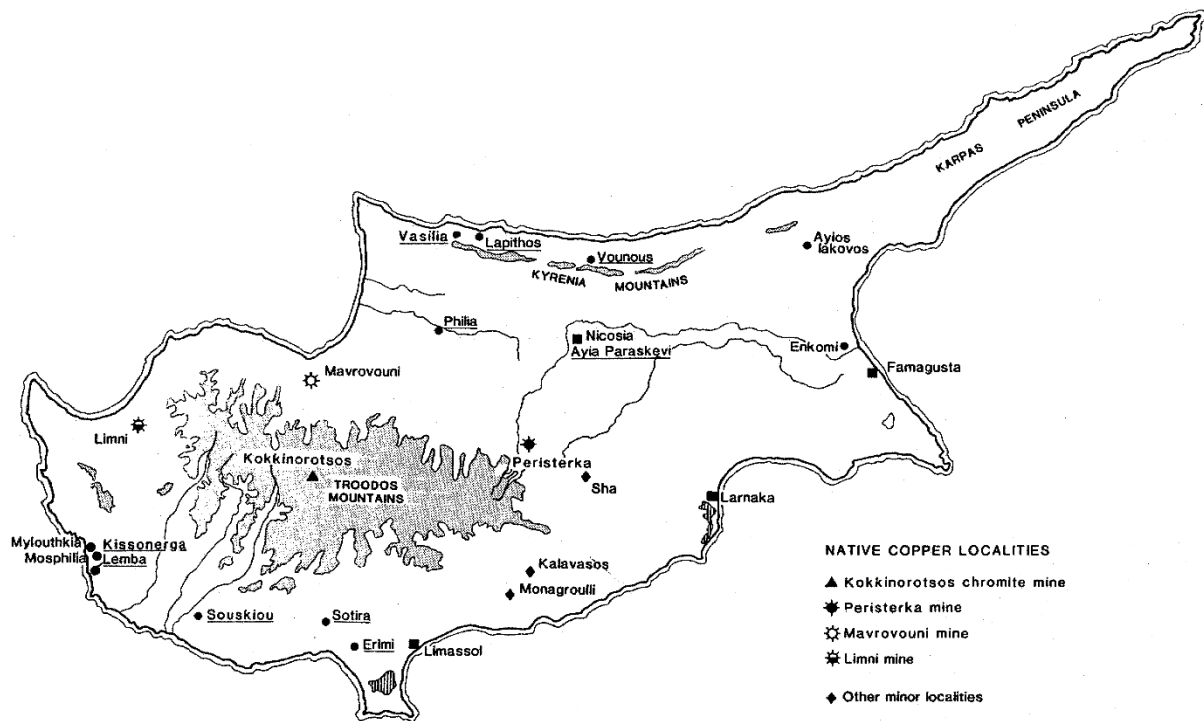 KARPAS PENINSULA
Vasilia
Lapithos
Vounous
Ayios
Iakovos
KYRENIA MOUNTAINS
Philia
Nicosia
Ayia Paraskevi
Enkomi
Famagusta
Mavrovouni
Limni
Kokkinorotsos
TROODOS
MOUNTAINS
Peristerka
Sha
Larnaka
Mylouthkia
Mosphilia
Kissonerga
Lemba
Kalavasos
Monagroulli
Souskiou
Sotira
Erimi
Limassol
NATIVE COPPER LOCALITIES
Kokkinorotsos chromite mine
Peristerka mine
Mavrovouni mine
Limni mine
Other minor localities